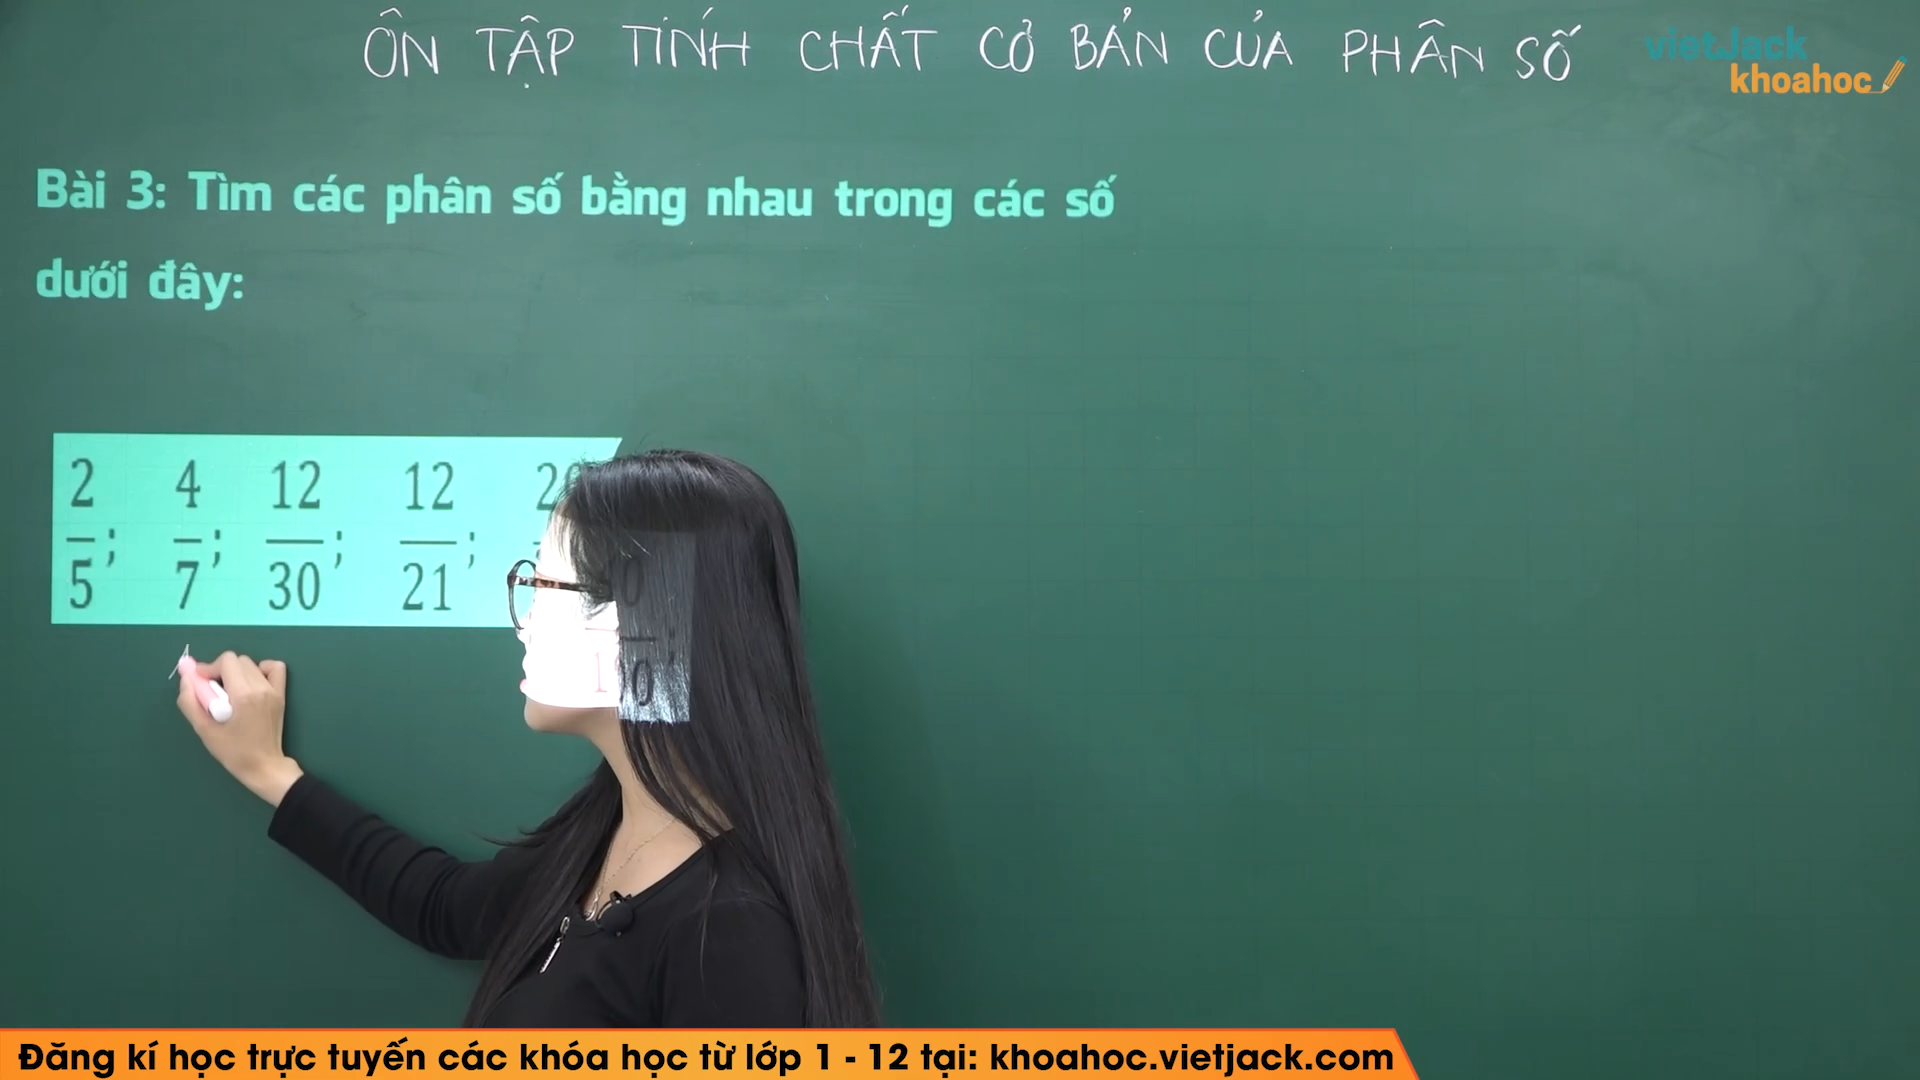 ÔN TẬP TÍNH CHẤT CƠ BẢN CỦA PHÂN SỐ
vietJack
khoahoc
Bài 3: Tìm các phân số bằng nhau trong các số
dưới đây:
2/5; 4/7; 12/30; 12/21;
Đăng kí học trực tuyến các khóa học từ lớp 1 - 12 tại: khoahoc.vietjack.com